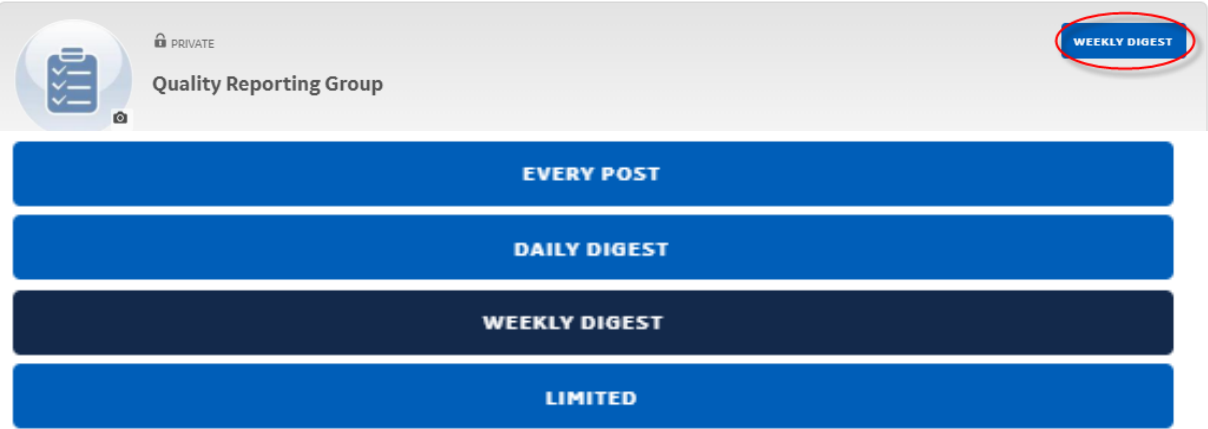 PRIVATE
WEEKLY DIGEST
Quality Reporting Group
EVERY POST
DAILY DIGEST
WEEKLY DIGEST
LIMITED